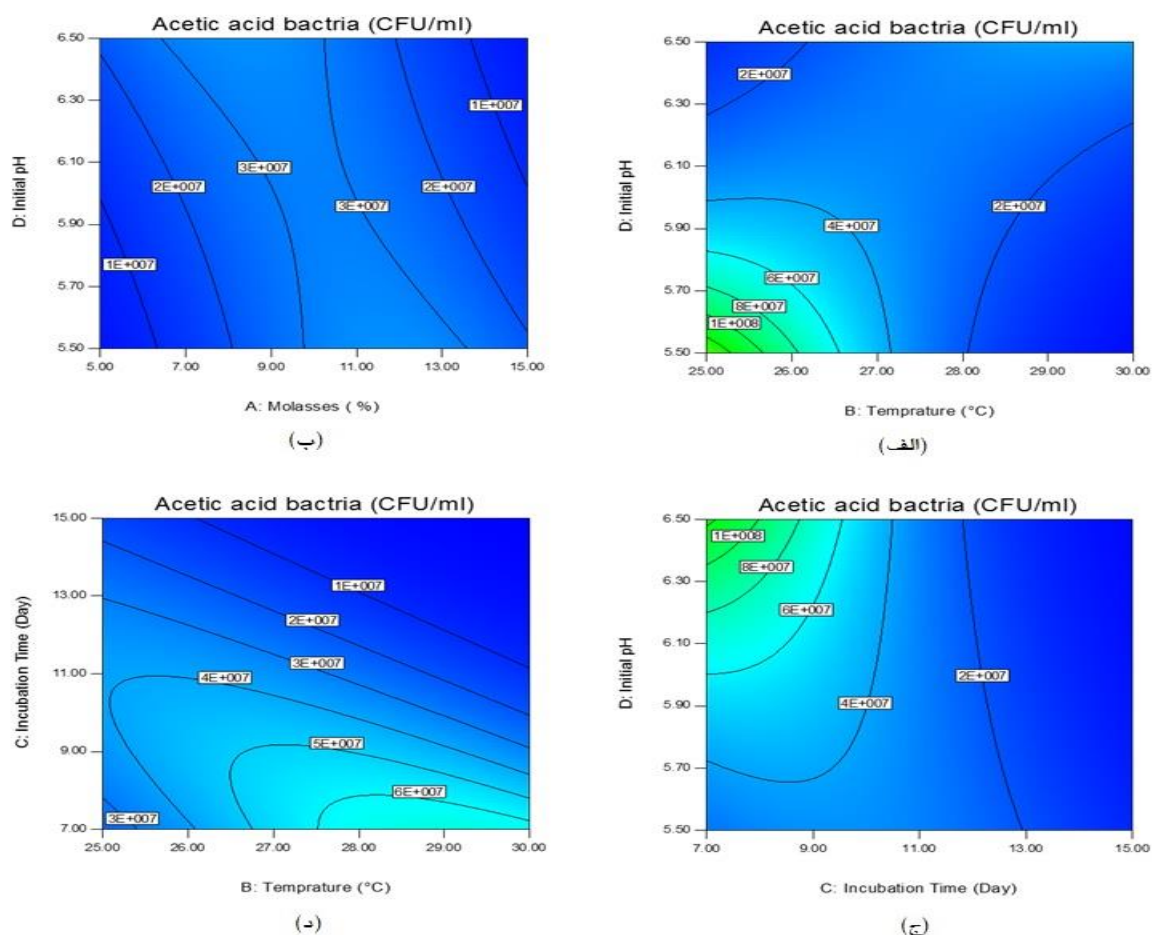 Acetic acid bactria (CFU/ml)
6.50
6.30
6.10
5.90
5.70
5.50
D: Initial pH
1E+007
2E+007
3E+007
3E+007
2E+007
1E+007
5.00 7.00 9.00 11.00 13.00 15.00
A: Molasses ( %)
(ب)
Acetic acid bactria (CFU/ml)
6.50
6.30
6.10
5.90
5.70
5.50
D: Initial pH
2E+007
2E+007
4E+007
6E+007
8E+007
1E+008
25.00 26.00 27.00 28.00 29.00 30.00
B: Temprature (°C)
(الف)
Acetic acid bactria (CFU/ml)
15.00
13.00
11.00
9.00
7.00
C: Incubation Time (Day)
1E+007
2E+007
3E+007
4E+007
5E+007
6E+007
3E+007
25.00 26.00 27.00 28.00 29.00 30.00
B: Temprature (°C)
(د)
Acetic acid bactria (CFU/ml)
6.50
6.30
6.10
5.90
5.70
5.50
D: Initial pH
1E+008
8E+007
6E+007
4E+007
2E+007
7.00 9.00 11.00 13.00 15.00
C: Incubation Time (Day)
(ج)